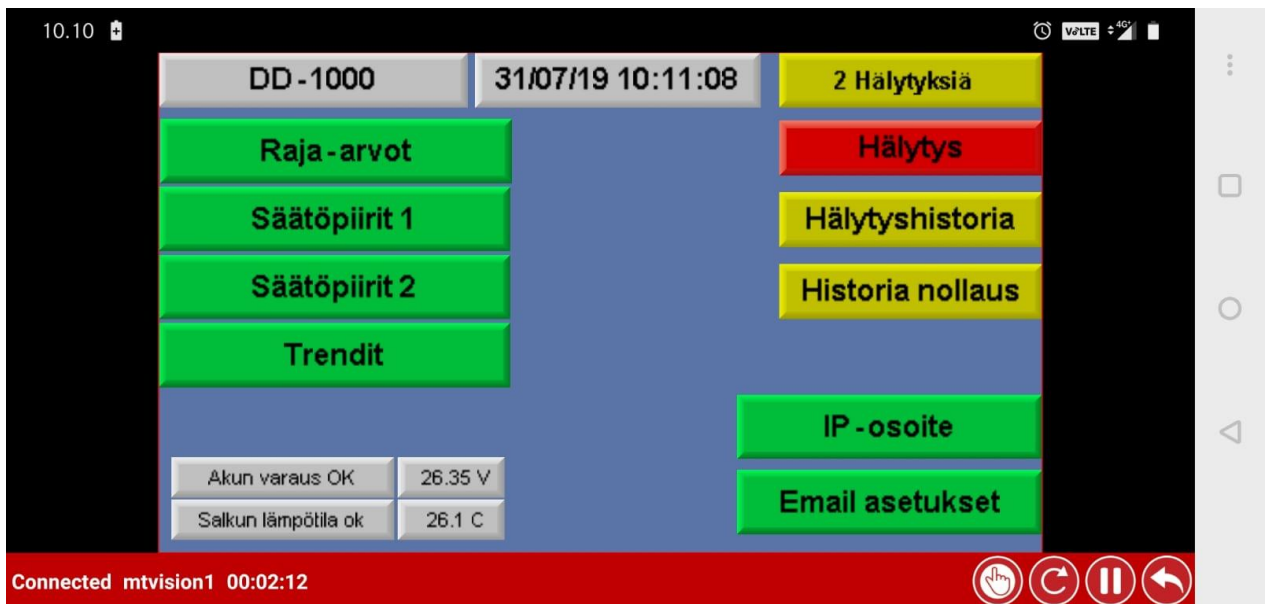 10.10
VoLTE 4G+
DD-1000 31/07/19 10:11:08 2 Hälytyksiä
Raja-arvot Hälytys
Säätöpiirit 1 Hälytyshistoria
Säätöpiirit 2 Historia nollaus
Trendit
IP-osoite
Akun varaus OK 26.35 V
Email asetukset
Salkun lämpötila ok 26.1 C
Connected mtvision1 00:02:12